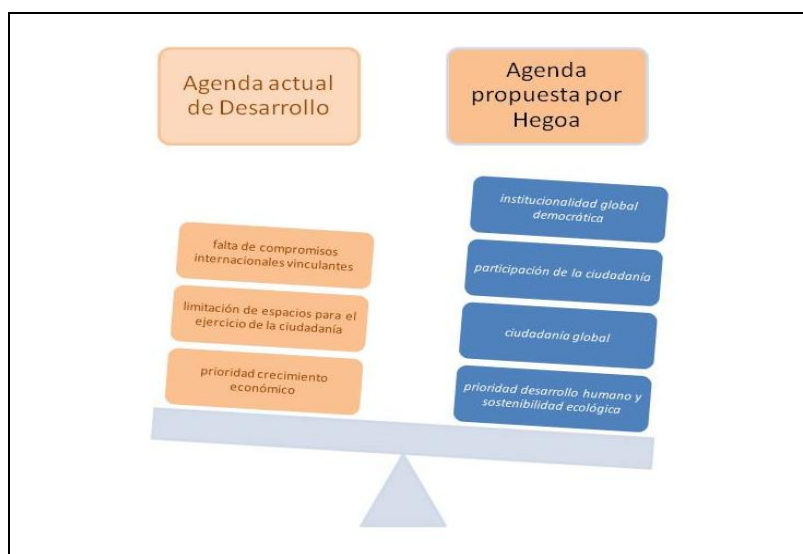 Agenda actual
de Desarrollo
Agenda
propuesta por
Hegoa
falta de compromisos
internacionales vinculantes
limitación de espacios para el
ejercicio de la ciudadanía
prioridad crecimiento
económico
institucionalidad global
democrática
participación de la ciudadanía
ciudadanía global
prioridad desarrollo humano y
sostenibilidad ecológica